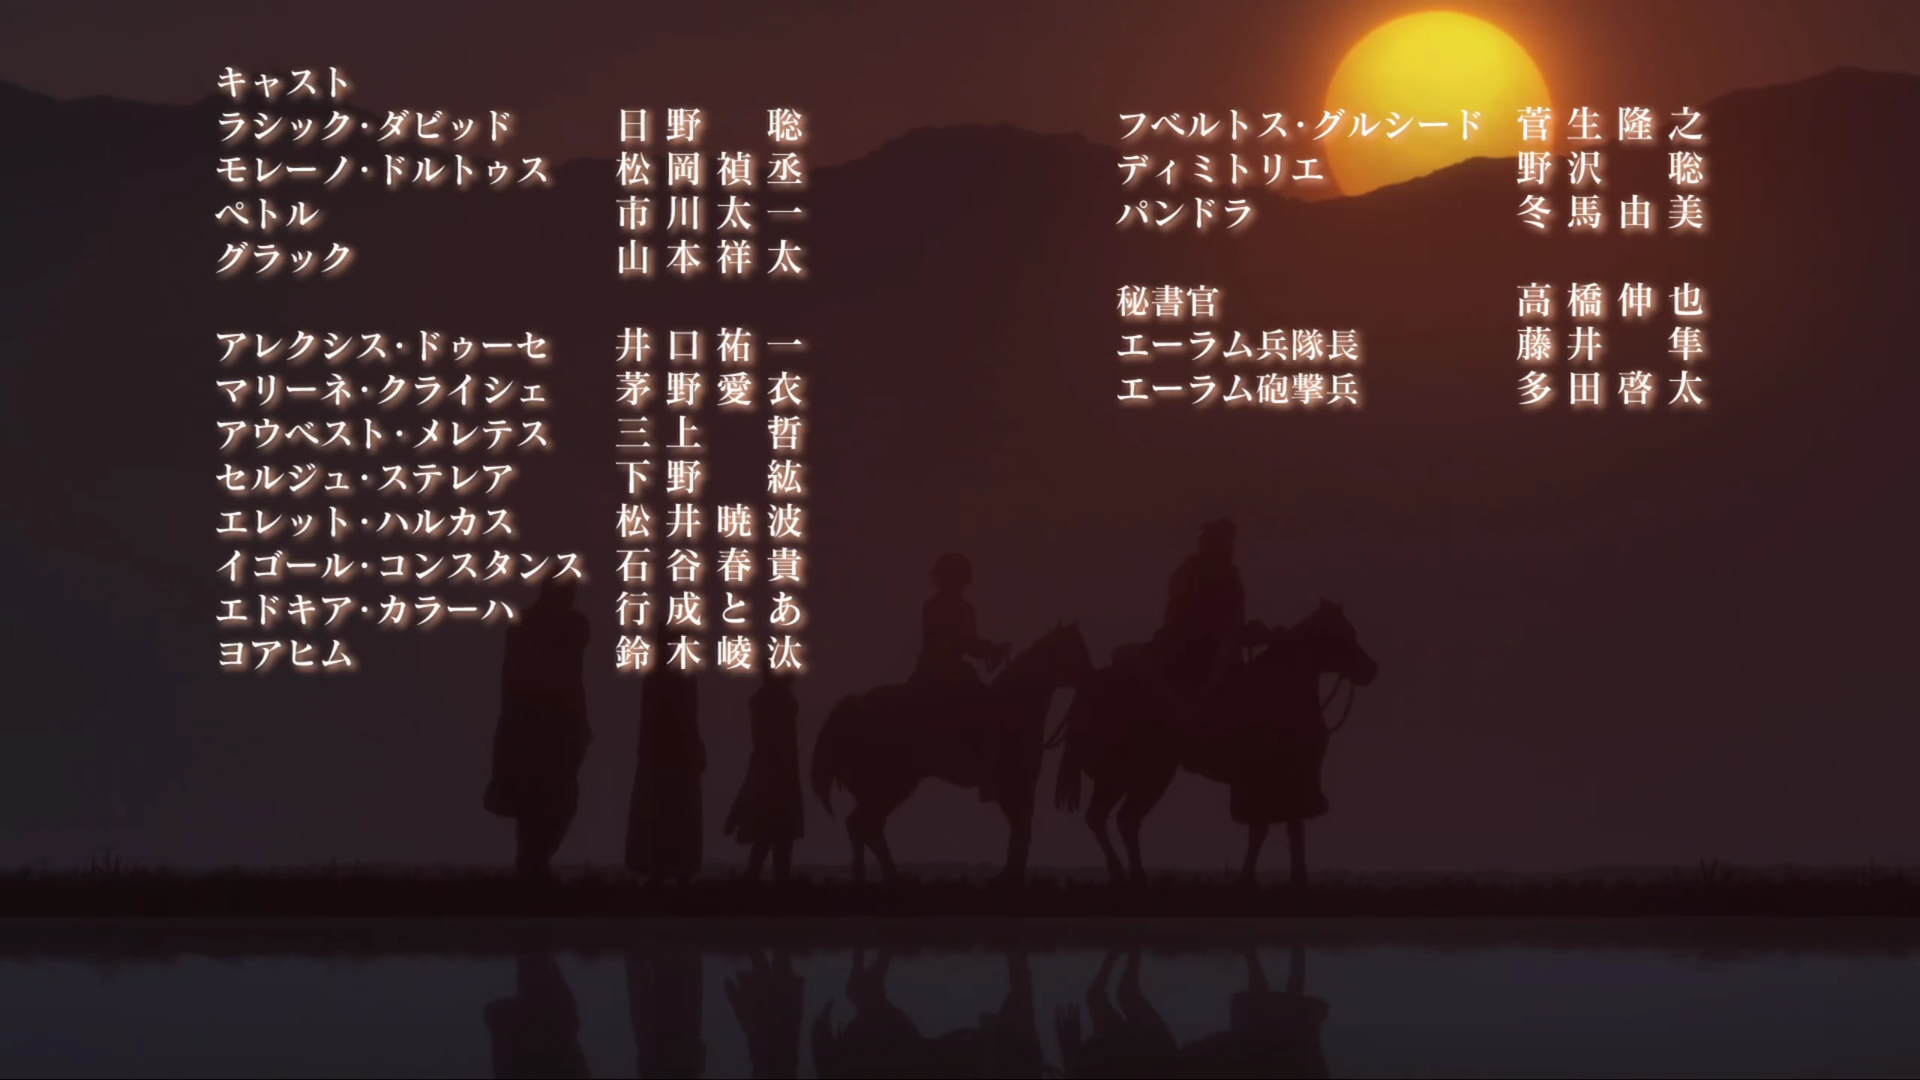 キャスト
ラシック・ダビッド 日野 聡
モレーノ・ドルトゥス 松岡禎丞
ペトル 市川太一
グラック 山本祥太
アレクシス・ドゥーセ 井口祐一
マリーネ・クライシェ 茅野愛衣
アウベスト・メレテス 三上 哲
セルジュ・ステレア 下野 紘
エレット・ハルカス 松井暁波
イゴール・コンスタンス 石谷春貴
エドキア・カラーハ 行成とあ
ヨアヒム 鈴木崚汰
フベルトス・グルシード 菅生隆之
ディミトリエ 野沢 聡
パンドラ 冬馬由美
秘書官 高橋伸也
エーラム兵隊長 藤井 隼
エーラム砲撃兵 多田啓太